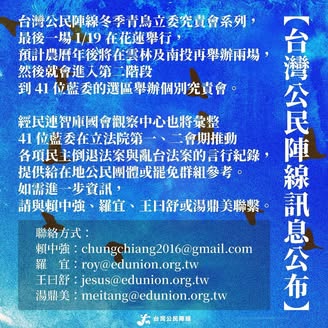 【台灣公民陣線訊息公布】
台灣公民陣線冬季青鳥立委究責會系列，
最後一場 1/19 在花蓮舉行，
預計農曆年後將在雲林及南投再舉辦兩場，
然後就會進入第二階段
到 41 位藍委的選區舉辦個別究責會。
經民連智庫國會觀察中心也將彙整
41 位藍委在立法院第一、二會期推動
各項民主倒退法案與亂台法案的言行紀錄，
提供給在地公民團體或罷免群組參考。
如需進一步資訊，
請與賴中強、羅宜、王日舒或湯鼎美聯繫。
聯絡方式：
賴中強：chungchiang2016@gmail.com
羅　宜：roy@edunion.org.tw
王日舒：jesus@edunion.org.tw
湯鼎美：meitang@edunion.org.tw
台灣公民陣線